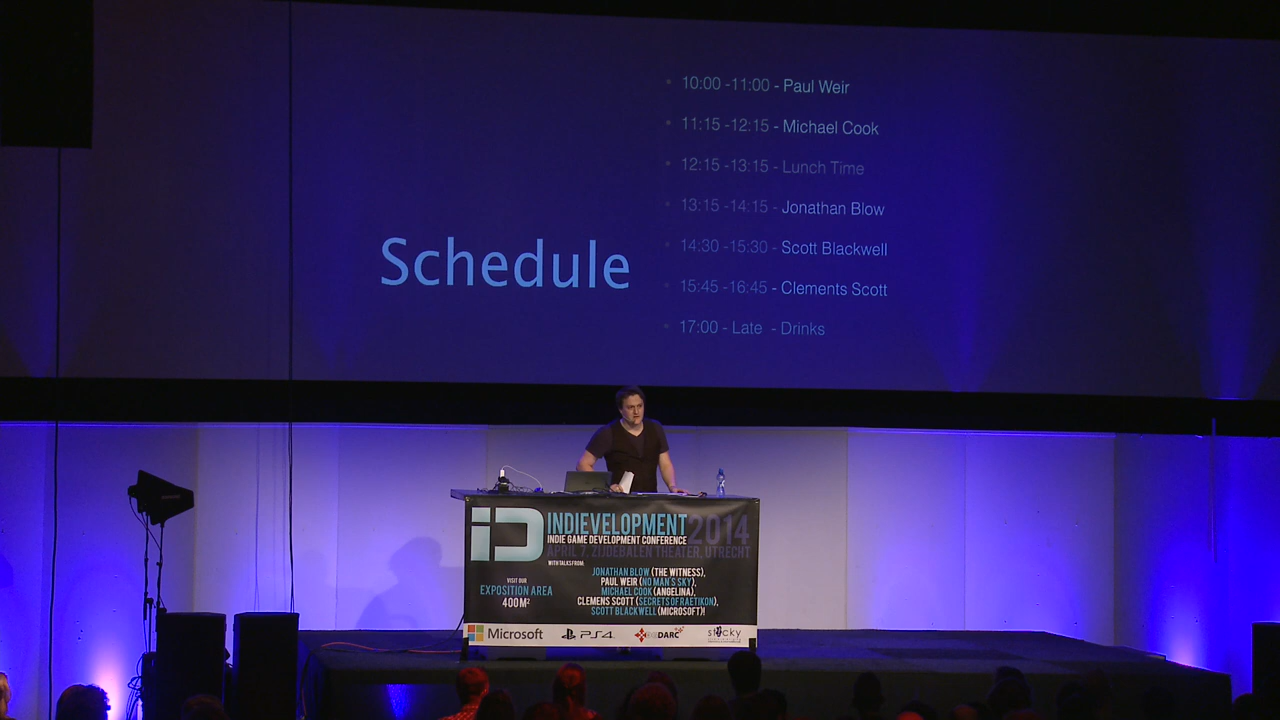 Schedule
10:00 -11:00 - Paul Weir
11:15 -12:15 - Michael Cook
12:15 -13:15 - Lunch Time
13:15 -14:15 - Jonathan Blow
14:30 -15:30 - Scott Blackwell
15:45 -16:45 - Clements Scott
17:00 - Late - Drinks
iD INDIEVELOPMENT 2014
INDIE GAME DEVELOPMENT CONFERENCE
APRIL 7. ZIJDEBALEN THEATER, UTRECHT
WITH TALKS FROM:
JONATHAN BLOW (THE WITNESS),
PAUL WEIR (NO MAN'S SKY),
MICHAEL COOK (ANGELINA),
CLEMENS SCOTT (SECRETS OF RAETIKON),
SCOTT BLACKWELL (MICROSOFT)!
VISIT OUR
EXPOSITION AREA
400M²
Microsoft
PS4
DARC
sticky